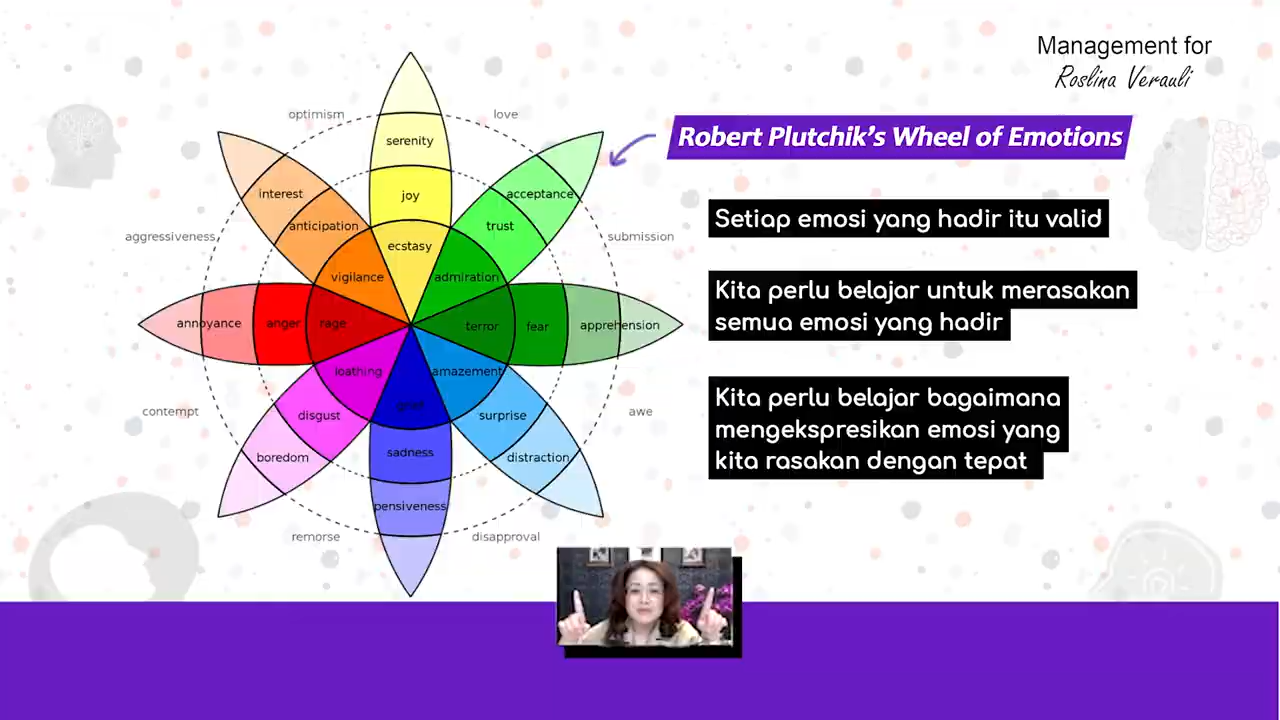 Management for
Roslina Verauli
Robert Plutchik's Wheel of Emotions
Setiap emosi yang hadir itu valid
Kita perlu belajar untuk merasakan
semua emosi yang hadir
Kita perlu belajar bagaimana
mengekspresikan emosi yang
kita rasakan dengan tepat
optimism
love
serenity
interest
joy
acceptance
anticipation
trust
aggressiveness
ecstasy
submission
vigilance
admiration
annoyance
anger
rage
terror
fear
apprehension
loathing
amazement
grief
contempt
disgust
surprise
awe
boredom
sadness
distraction
pensiveness
remorse
disapproval